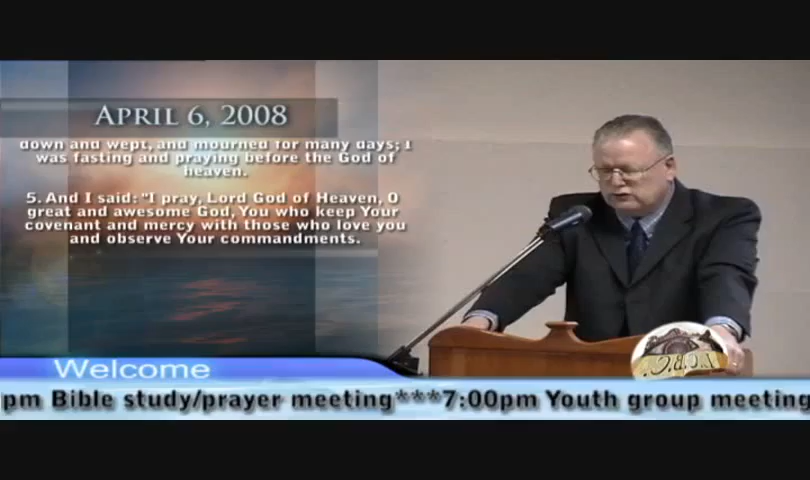 APRIL 6, 2008
down and wept, and mourned for many days; I
was fasting and praying before the God of
heaven.
5. And I said: "I pray, Lord God of Heaven, O
great and awesome God, You who keep Your
covenant and mercy with those who love you
and observe Your commandments.
Welcome
pm Bible study/prayer meeting***7:00pm Youth group meeting